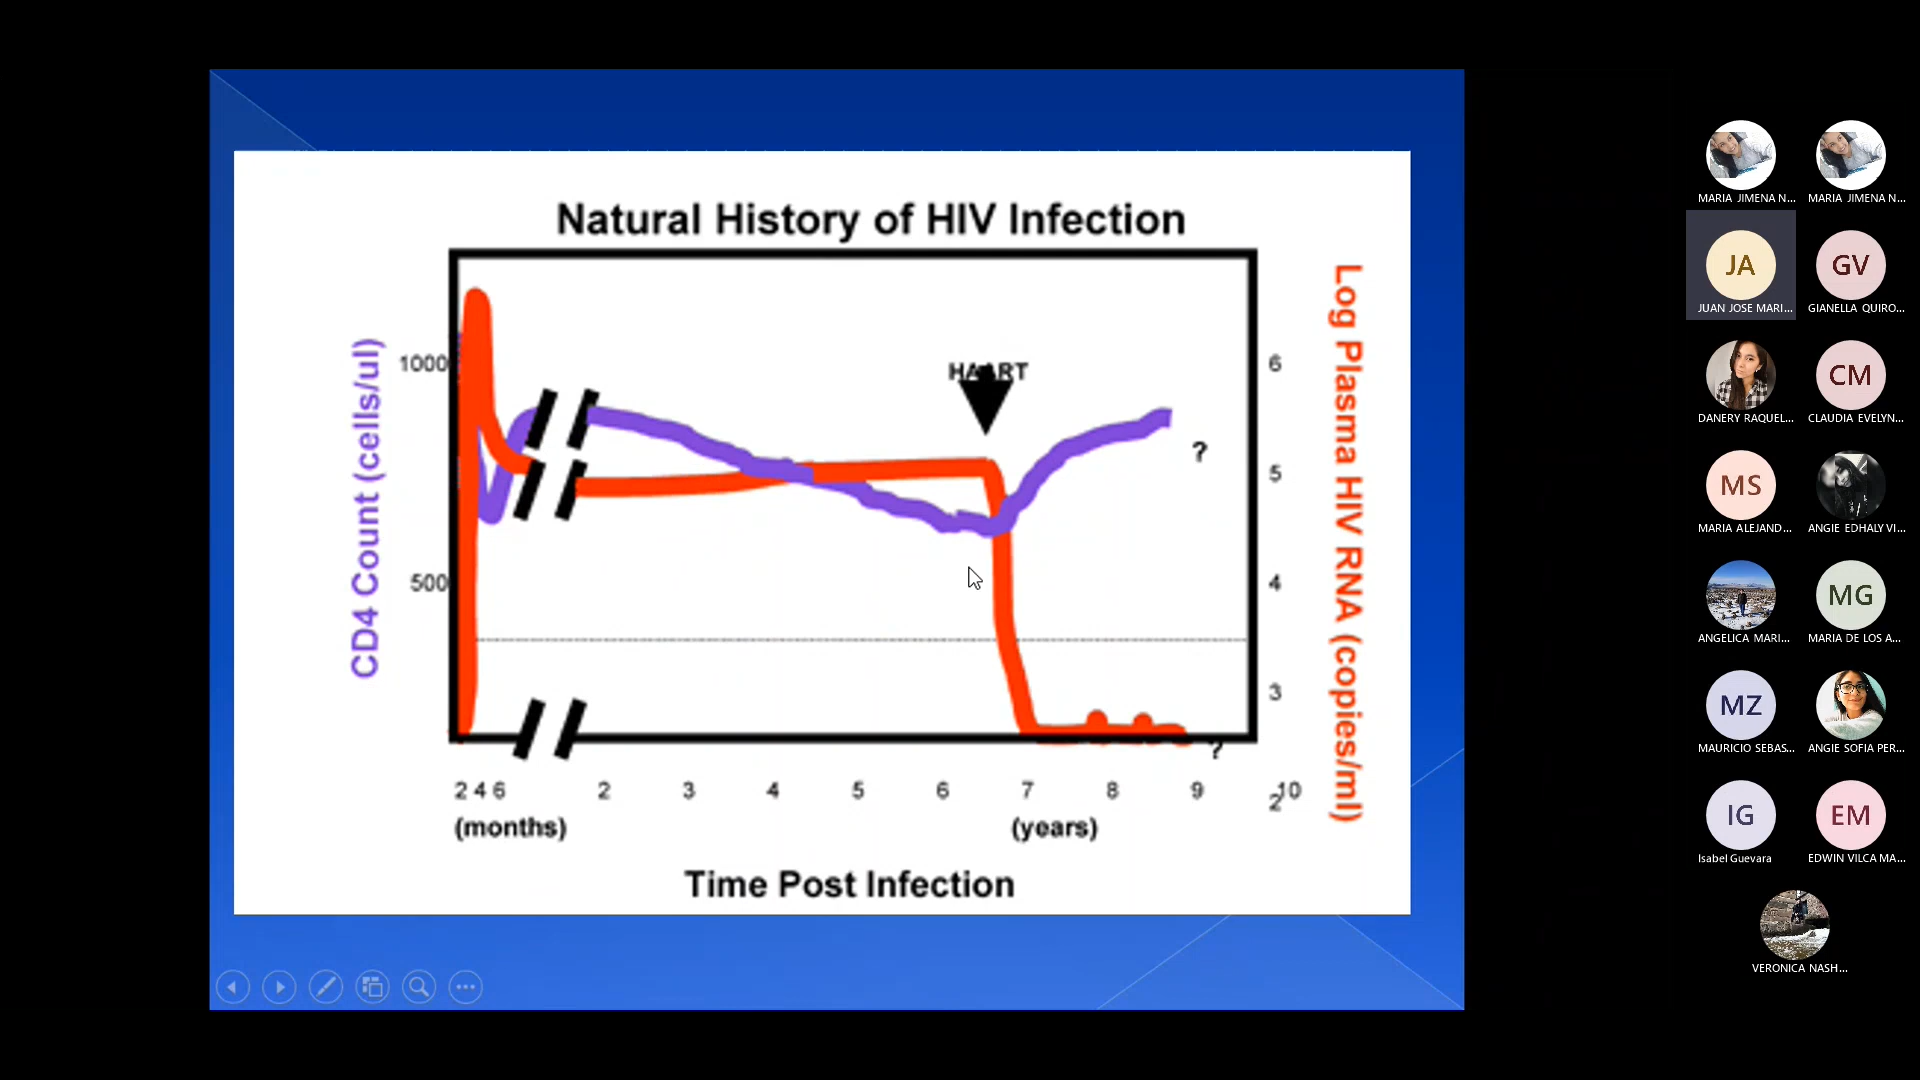 Natural History of HIV Infection
CD4 Count (cells/ul)
1000
500
HAART
?
?
6
5
4
3
2
Log Plasma HIV RNA (copies/ml)
2 4 6
2 3 4 5 6 7 8 9 10
(months)
(years)
Time Post Infection
MARIA JIMENA N...
MARIA JIMENA N...
JA
JUAN JOSE MARI...
GV
GIANELLA QUIRO...
DANERY RAQUEL...
CM
CLAUDIA EVELYN...
MS
MARIA ALEJAND...
ANGIE EDHALY VI...
ANGELICA MARI...
MG
MARIA DE LOS A...
MZ
MAURICIO SEBAS...
ANGIE SOFIA PER...
IG
Isabel Guevara
EM
EDWIN VILCA MA...
VERONICA NASH...